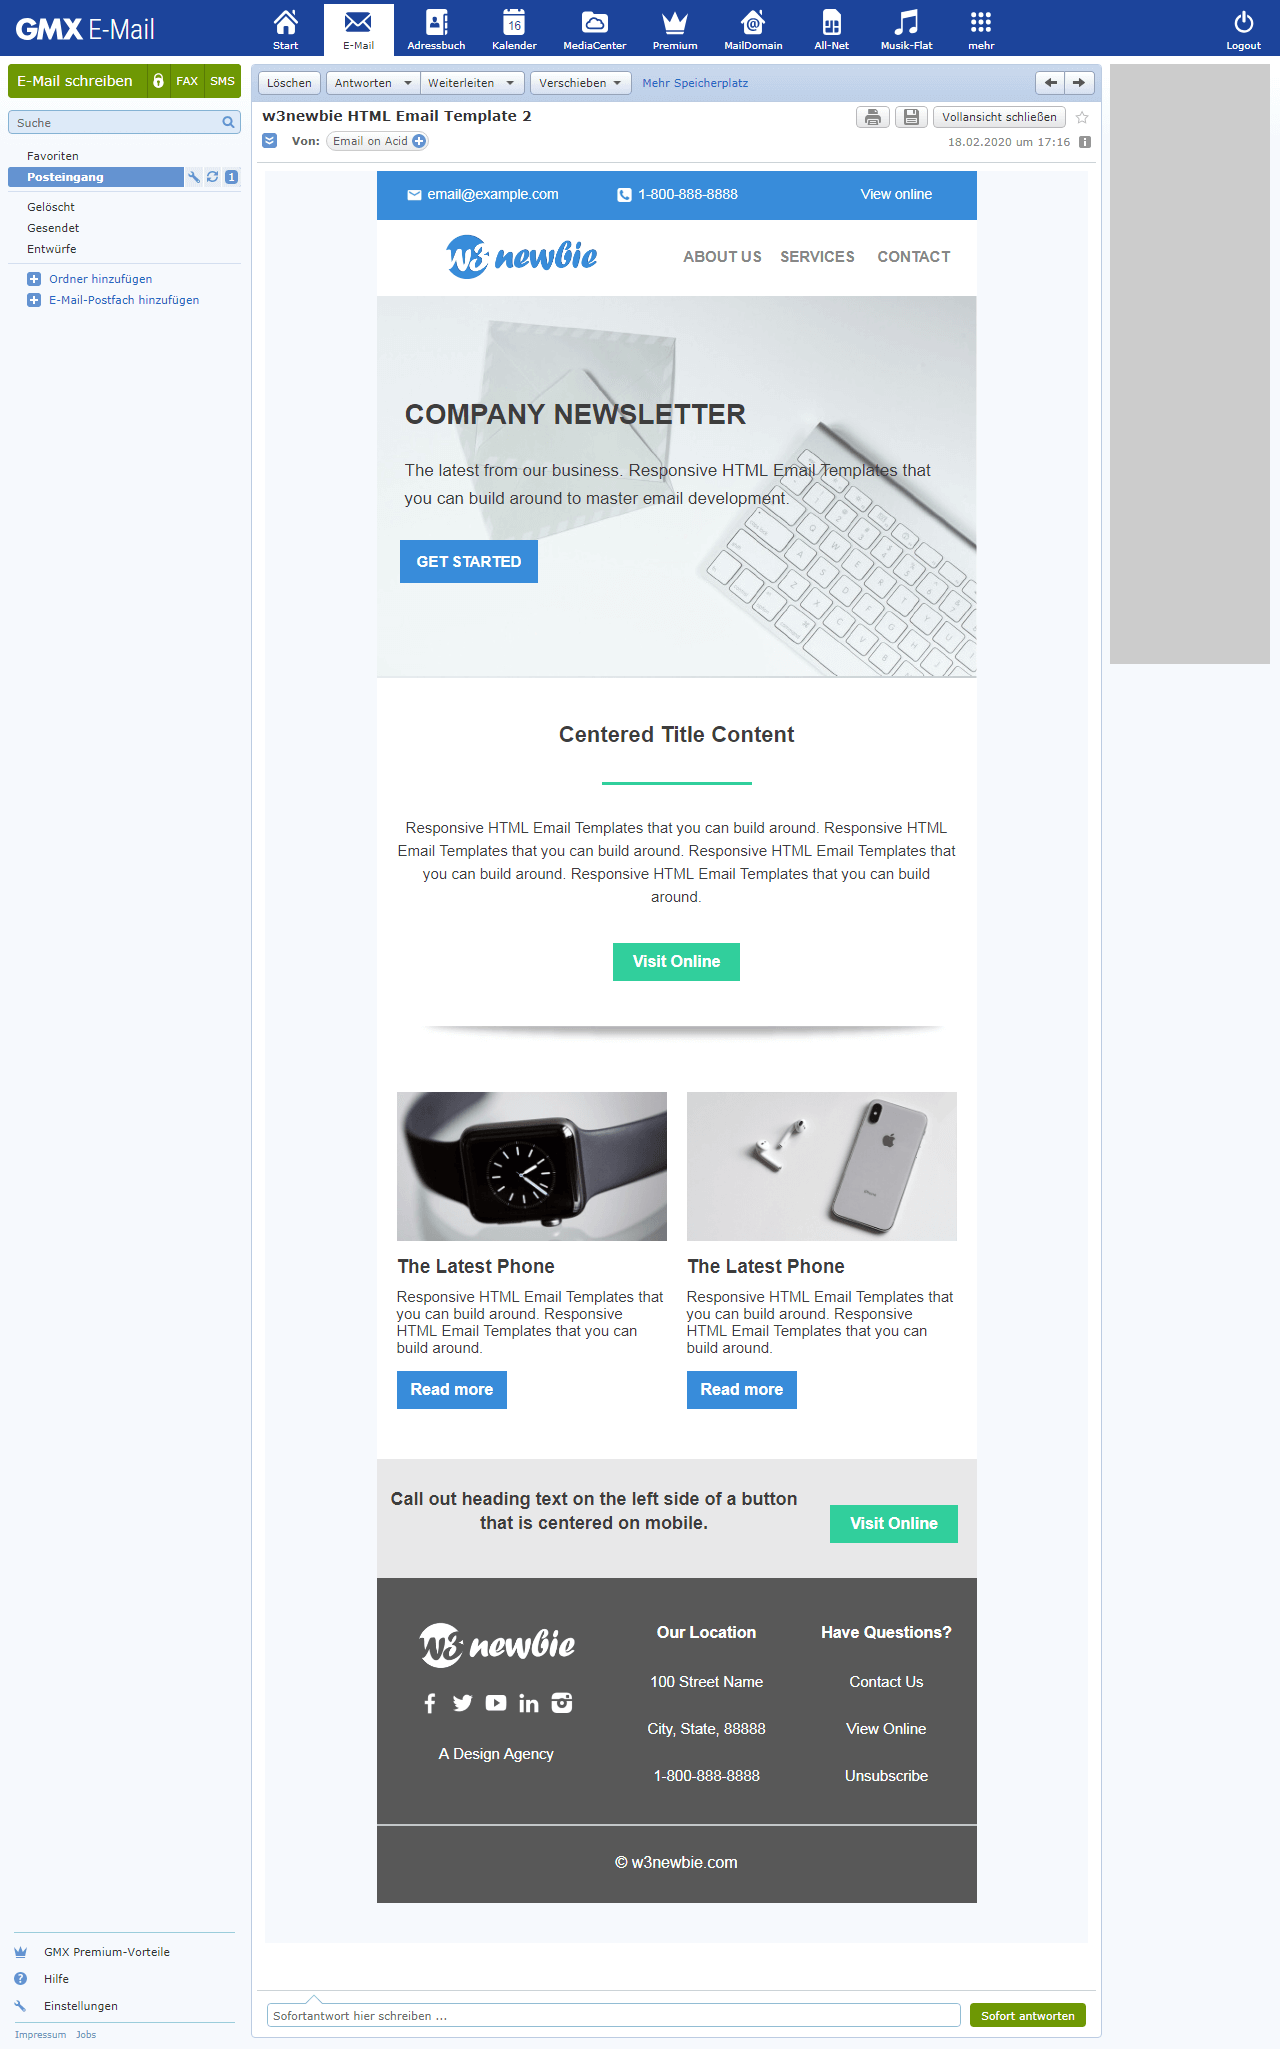 GMX E-Mail
Start
E-Mail
Adressbuch
16
Kalender
MediaCenter
Premium
@
MailDomain
All-Net
Musik-Flat
mehr
Logout
E-Mail schreiben FAX SMS
Suche
Favoriten
Posteingang 1
Gelöscht
Gesendet
Entwürfe
Ordner hinzufügen
E-Mail-Postfach hinzufügen
Löschen Antworten Weiterleiten Verschieben Mehr Speicherplatz
w3newbie HTML Email Template 2
Vollansicht schließen
Von: Email on Acid
18.02.2020 um 17:16
email@example.com 1-800-888-8888 View online
w3 newbie
ABOUT US SERVICES CONTACT
COMPANY NEWSLETTER
The latest from our business. Responsive HTML Email Templates that
you can build around to master email development.
GET STARTED
Centered Title Content
Responsive HTML Email Templates that you can build around. Responsive HTML
Email Templates that you can build around. Responsive HTML Email Templates that
you can build around. Responsive HTML Email Templates that you can build
around.
Visit Online
The Latest Phone
Responsive HTML Email Templates that
you can build around. Responsive
HTML Email Templates that you can
build around.
Read more
The Latest Phone
Responsive HTML Email Templates that
you can build around. Responsive
HTML Email Templates that you can
build around.
Read more
Call out heading text on the left side of a button
that is centered on mobile.
Visit Online
w3 newbie
A Design Agency
Our Location
100 Street Name
City, State, 88888
1-800-888-8888
Have Questions?
Contact Us
View Online
Unsubscribe
© w3newbie.com
GMX Premium-Vorteile
Hilfe
Einstellungen
Impressum Jobs
Sofortantwort hier schreiben ...
Sofort antworten